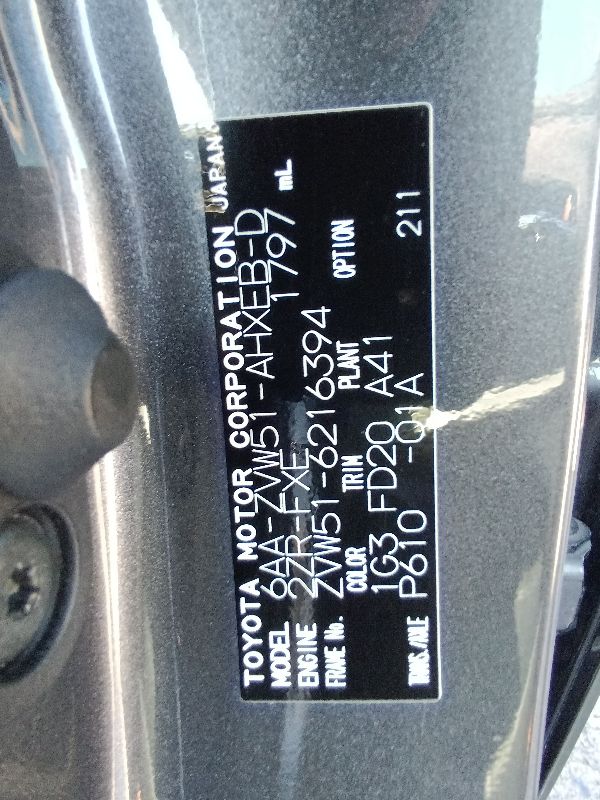 TOYOTA MOTOR CORPORATION JAPAN
MODEL 6AA-ZVW51-AHXEB-D
ENGINE 2ZR-FXE 1797 mL
FRAME No. ZVW51-6216394
COLOR TRIM PLANT OPTION
1G3 FD20 A41
TRANS./AXLE P610 -01A 211